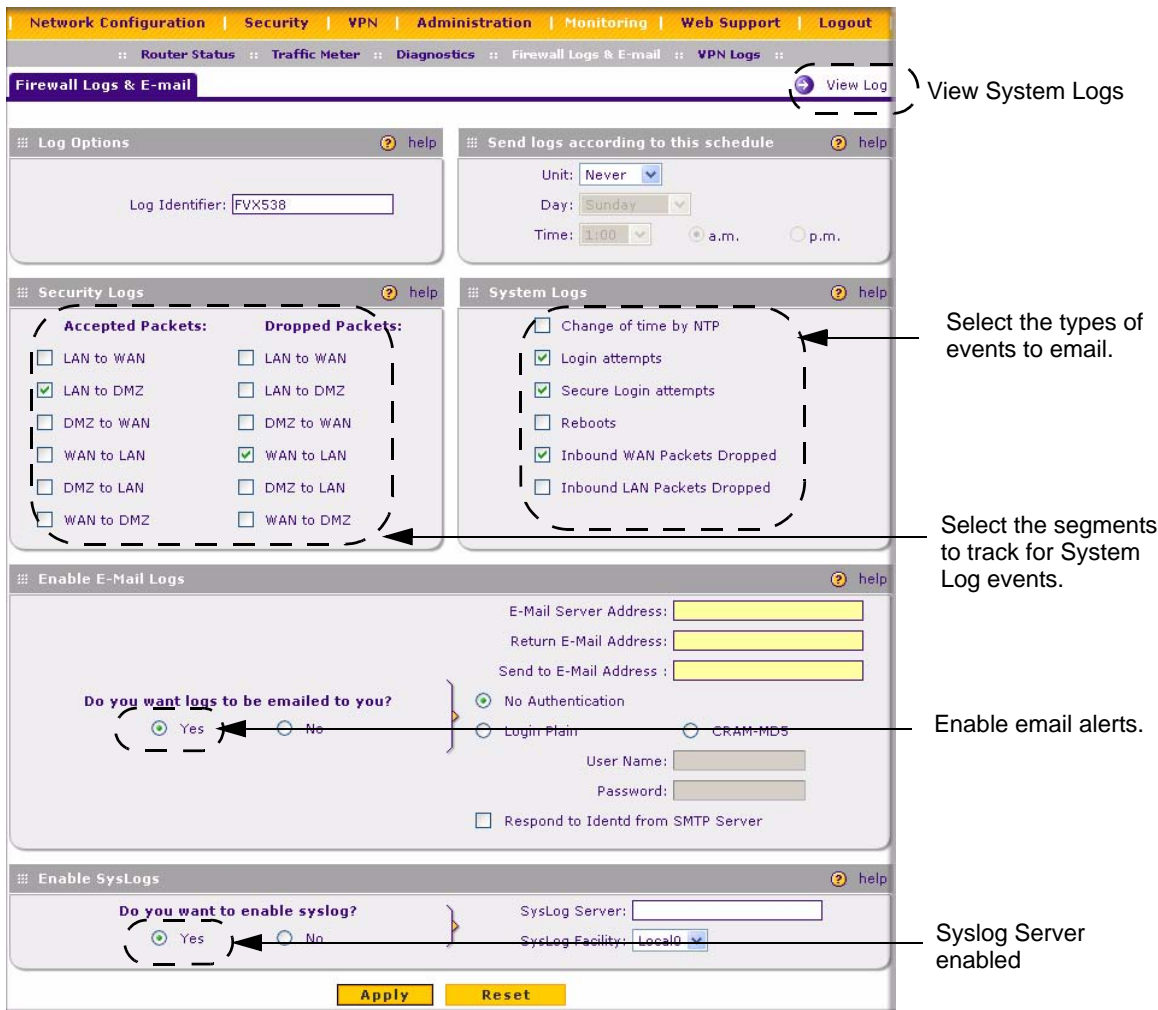 Network Configuration | Security | VPN | Administration | Monitoring | Web Support | Logout
:: Router Status :: Traffic Meter :: Diagnostics :: Firewall Logs & E-mail :: VPN Logs ::
Firewall Logs & E-mail
View Log
View System Logs
Log Options
help
Log Identifier: FVX538
Send logs according to this schedule
help
Unit: Never
Day: Sunday
Time: 1:00 a.m. p.m.
Security Logs
help
Accepted Packets: Dropped Packets:
LAN to WAN LAN to WAN
LAN to DMZ LAN to DMZ
DMZ to WAN DMZ to WAN
WAN to LAN WAN to LAN
DMZ to LAN DMZ to LAN
WAN to DMZ WAN to DMZ
System Logs
help
Change of time by NTP
Login attempts
Secure Login attempts
Reboots
Inbound WAN Packets Dropped
Inbound LAN Packets Dropped
Select the types of
events to email.
Select the segments
to track for System
Log events.
Enable E-Mail Logs
help
Do you want logs to be emailed to you?
Yes No
E-Mail Server Address:
Return E-Mail Address:
Send to E-Mail Address :
No Authentication
Login Plain CRAM-MD5
User Name:
Password:
Respond to Identd from SMTP Server
Enable email alerts.
Enable SysLogs
help
Do you want to enable syslog?
Yes No
SysLog Server:
SysLog Facility: Local0
Syslog Server
enabled
Apply Reset